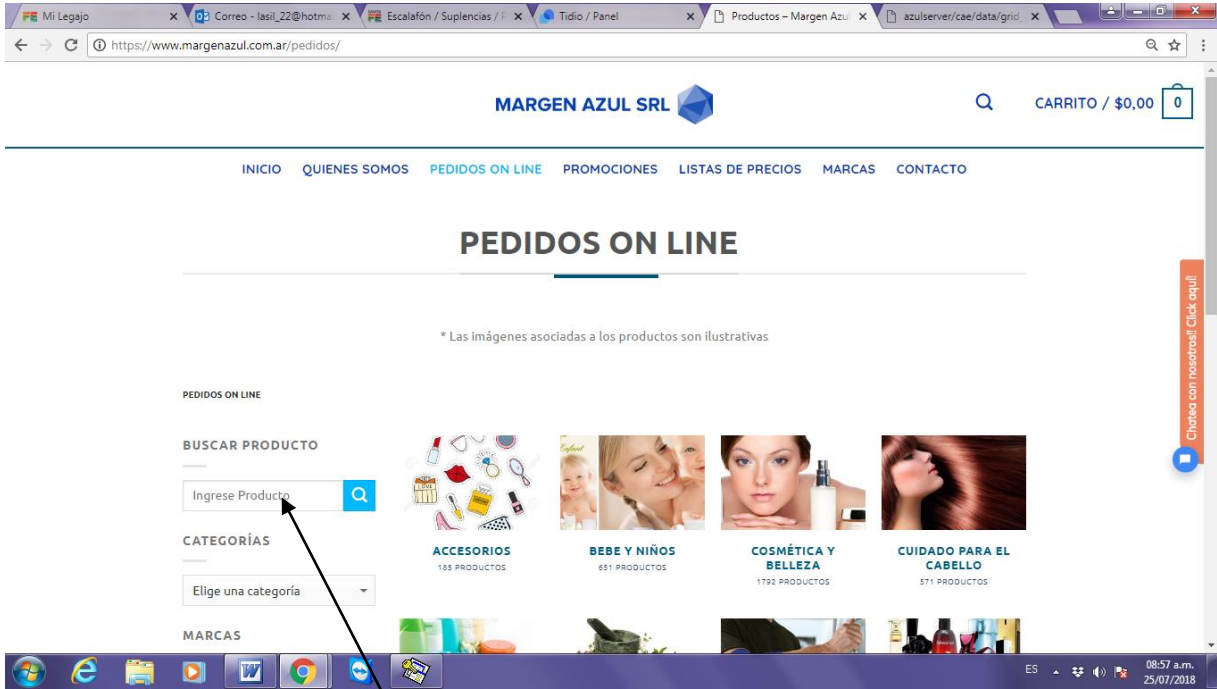 Mi Legajo
Correo - lasil_22@hotma
Escalafón / Suplencias /
Tidio / Panel
Productos – Margen Azu
azulserver/cae/data/grid_
https://www.margenazul.com.ar/pedidos/
MARGEN AZUL SRL
CARRITO / $0,00 0
INICIO QUIENES SOMOS PEDIDOS ON LINE PROMOCIONES LISTAS DE PRECIOS MARCAS CONTACTO
PEDIDOS ON LINE
* Las imágenes asociadas a los productos son ilustrativas
Chatea con nosotros!! Click aquí!
PEDIDOS ON LINE
BUSCAR PRODUCTO
Ingrese Producto
CATEGORÍAS
Elige una categoría
MARCAS
ACCESORIOS
185 PRODUCTOS
BEBE Y NIÑOS
651 PRODUCTOS
COSMÉTICA Y
BELLEZA
1792 PRODUCTOS
CUIDADO PARA EL
CABELLO
571 PRODUCTOS
ES
08:57 a.m.
25/07/2018